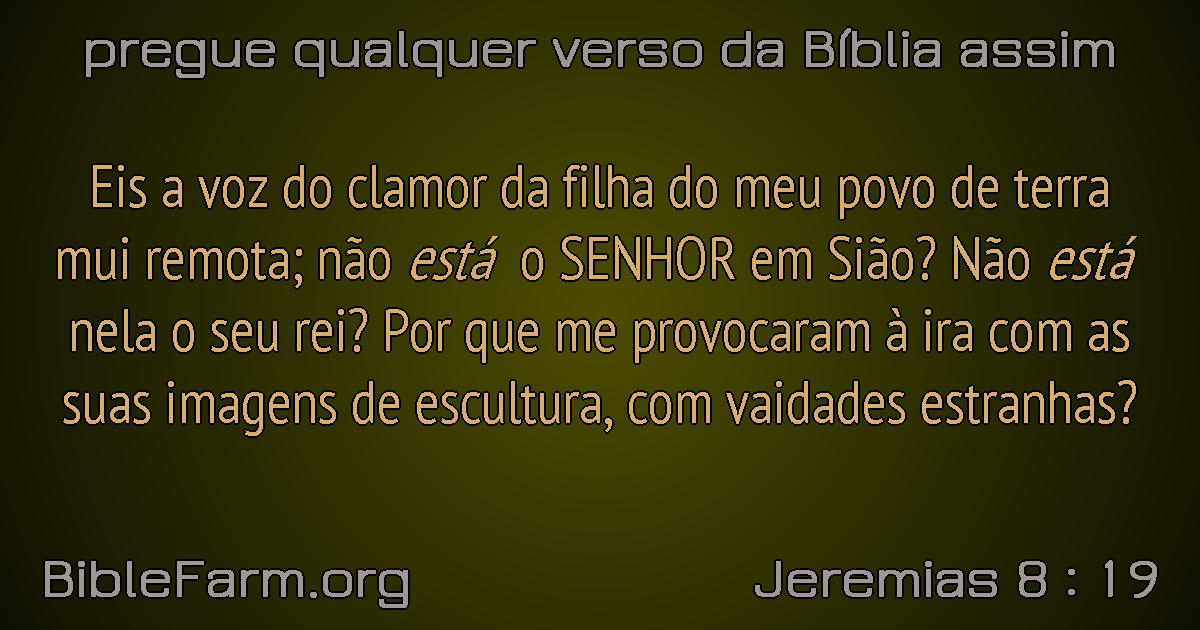 pregue qualquer verso da Bíblia assim
Eis a voz do clamor da filha do meu povo de terra
mui remota; não está o SENHOR em Sião? Não está
nela o seu rei? Por que me provocaram à ira com as
suas imagens de escultura, com vaidades estranhas?
BibleFarm.org
Jeremias 8 : 19